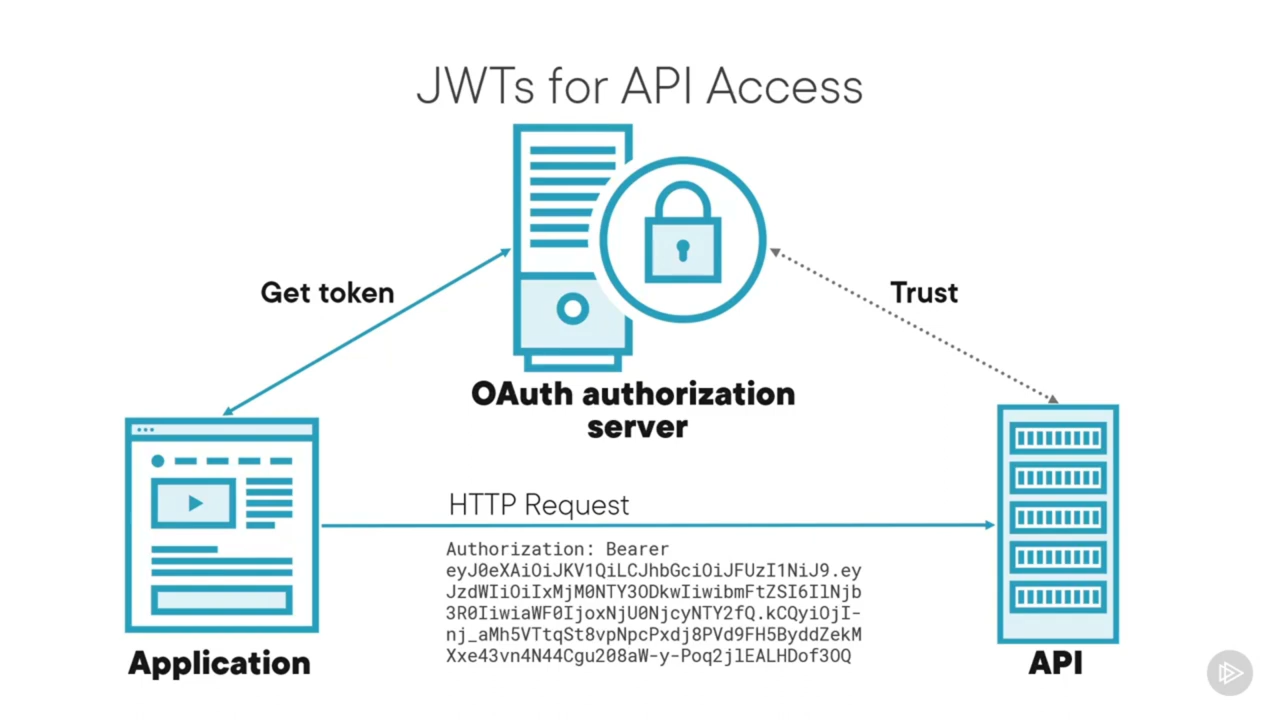 JWTs for API Access
Get token
Trust
OAuth authorization
server
HTTP Request
Authorization: Bearer
eyJ0eXAiOiJKV1QiLCJhbGciOiJFUzI1NiJ9.ey
JzdWIiOiIxMjM0NTY3ODkwIiwibmFtZSI6IlNjb
3R0IiwiaWF0IjoxNjU0NjcyNTY2fQ.kCQyiOjI-
nj_aMh5VTtqSt8vpNpcPxdj8PVd9FH5ByddZekM
Xxe43vn4N44Cgu208aW-y-Poq2jlEALHDof3OQ
Application
API